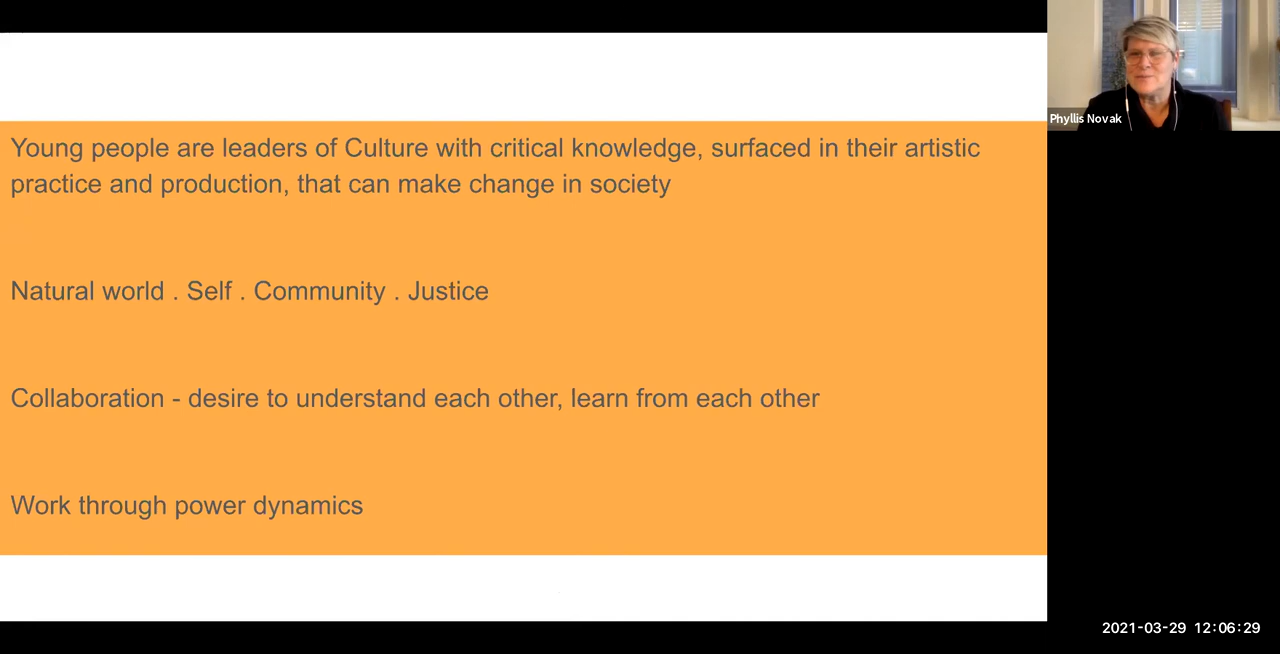 Young people are leaders of Culture with critical knowledge, surfaced in their artistic
practice and production, that can make change in society
Natural world . Self . Community . Justice
Collaboration - desire to understand each other, learn from each other
Work through power dynamics
Phyllis Novak
2021-03-29 12:06:29